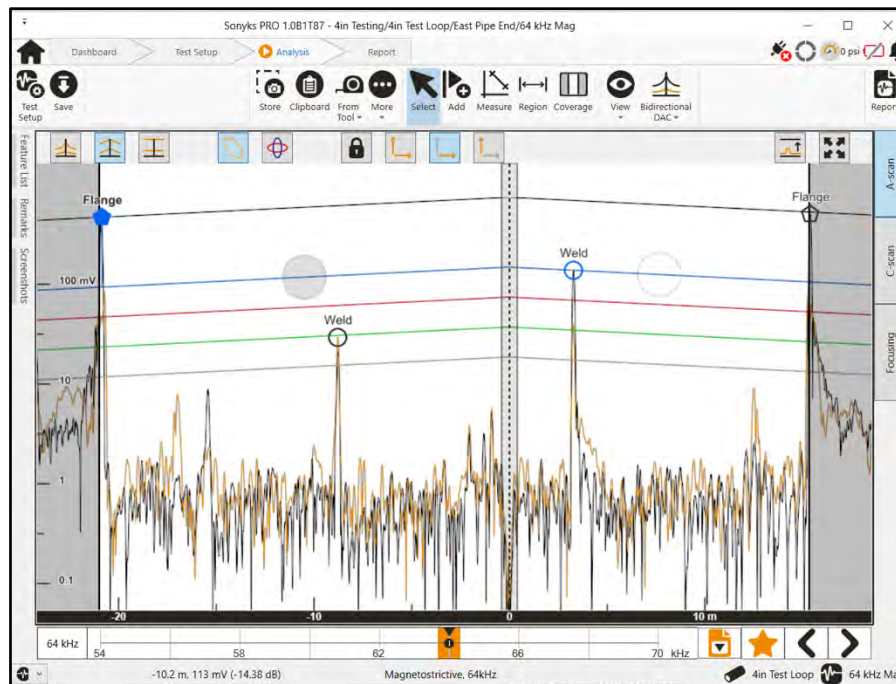 Sonyks PRO 1.0B1T87 - 4in Testing/4in Test Loop/East Pipe End/64 kHz Mag
Dashboard
Test Setup
Analysis
Report
0 psi
Test Setup
Save
Store
Clipboard
From Tool
More
Select
Add
Measure
Region
Coverage
View
Bidirectional DAC
Report
Feature List
Remarks
Screenshots
A-scan
C-scan
Focusing
Flange
Flange
Weld
Weld
100 mV
10
1
0.1
-20
-10
0
10 m
64 kHz
54
58
62
66
70 kHz
-10.2 m, 113 mV (-14.38 dB)
Magnetostrictive, 64kHz
4in Test Loop
64 kHz Ma